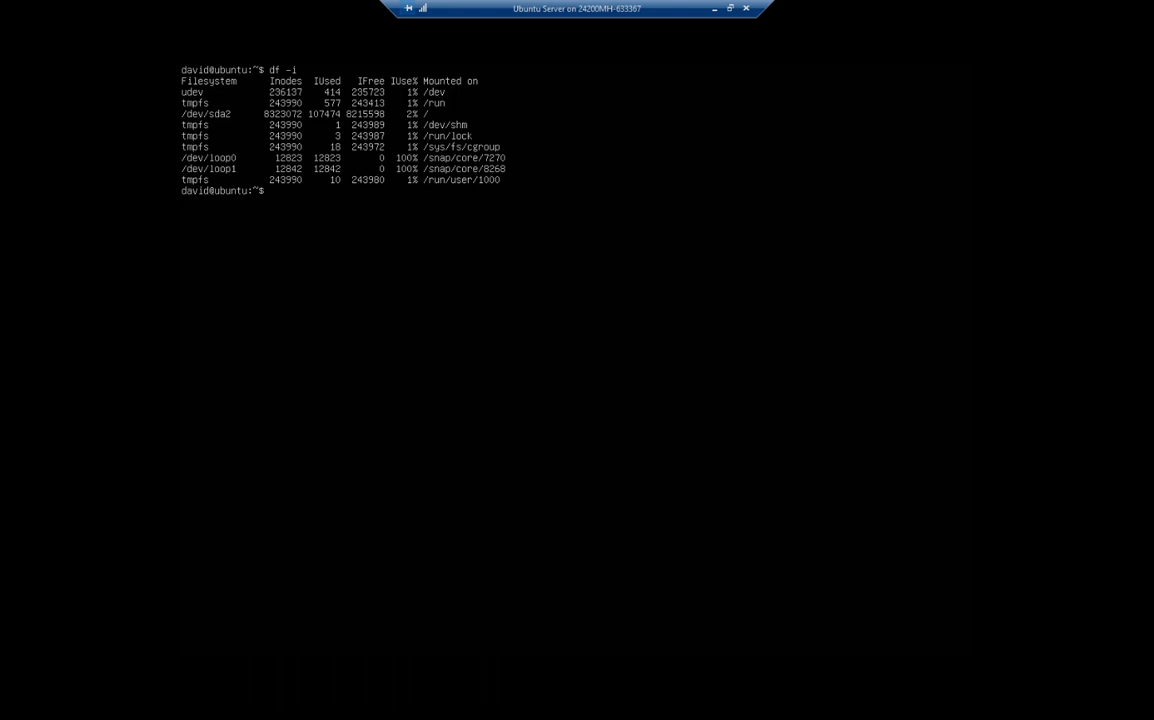 Ubuntu Server on 24200MH-633367
david@ubuntu:~$ df -i
Filesystem Inodes IUsed IFree IUse% Mounted on
udev 236137 414 235723 1% /dev
tmpfs 243990 577 243413 1% /run
/dev/sda2 8323072 107474 8215598 2% /
tmpfs 243990 1 243989 1% /dev/shm
tmpfs 243990 3 243987 1% /run/lock
tmpfs 243990 18 243972 1% /sys/fs/cgroup
/dev/loop0 12823 12823 0 100% /snap/core/7270
/dev/loop1 12842 12842 0 100% /snap/core/8268
tmpfs 243990 10 243980 1% /run/user/1000
david@ubuntu:~$